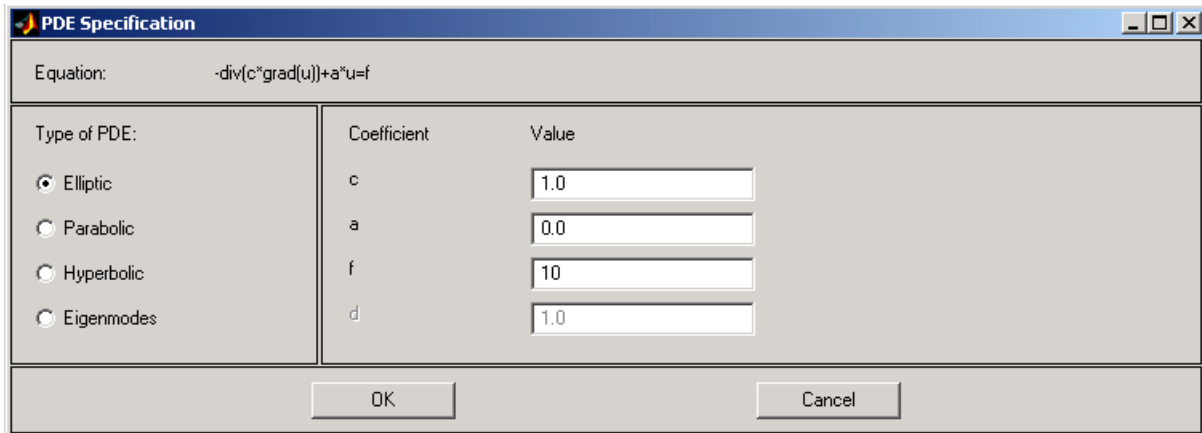 PDE Specification
Equation: -div(c*grad(u))+a*u=f
Type of PDE:
Elliptic
Parabolic
Hyperbolic
Eigenmodes
Coefficient Value
c 1.0
a 0.0
f 10
d 1.0
OK Cancel